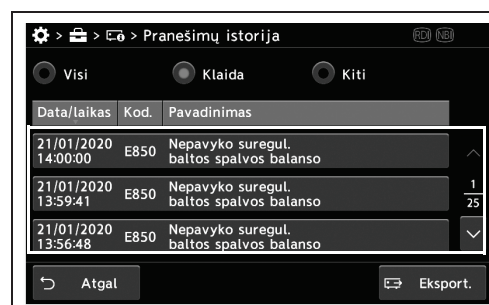 > > > Pranešimų istorija RDI NBI
Visi Klaida Kiti
Data/laikas Kod. Pavadinimas
21/01/2020 14:00:00 E850 Nepavyko suregul. baltos spalvos balanso
21/01/2020 13:59:41 E850 Nepavyko suregul. baltos spalvos balanso
1
25
21/01/2020 13:56:48 E850 Nepavyko suregul. baltos spalvos balanso
Atgal Eksport.